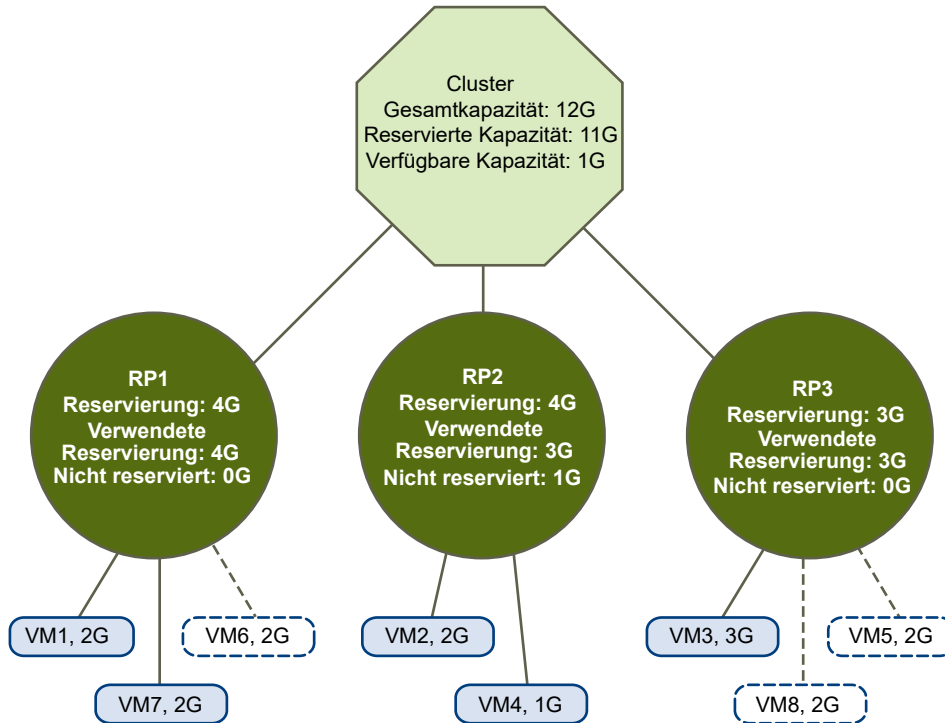 Cluster
Gesamtkapazität: 12G
Reservierte Kapazität: 11G
Verfügbare Kapazität: 1G
RP1
Reservierung: 4G
Verwendete
Reservierung: 4G
Nicht reserviert: 0G
RP2
Reservierung: 4G
Verwendete
Reservierung: 3G
Nicht reserviert: 1G
RP3
Reservierung: 3G
Verwendete
Reservierung: 3G
Nicht reserviert: 0G
VM1, 2G
VM6, 2G
VM2, 2G
VM3, 3G
VM5, 2G
VM7, 2G
VM4, 1G
VM8, 2G